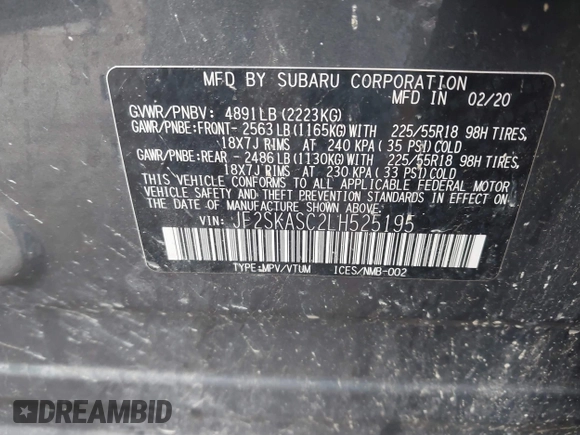 MFD BY SUBARU CORPORATION
MFD IN 02/20
GVWR/PNBV: 4891LB (2223KG)
GAWR/PNBE:FRONT- 2563LB(1165KG)WITH 225/55R18 98H TIRES,
18X7J RIMS AT 240 KPA ( 35 PSI)COLD
GAWR/PNBE:REAR - 2486LB(1130KG)WITH 225/55R18 98H TIRES,
18X7J RIMS AT 230 KPA ( 33 PSI)COLD
THIS VEHICLE CONFORMS TO ALL APPLICABLE FEDERAL MOTOR
VEHICLE SAFETY AND THEFT PREVENTION STANDARDS IN EFFECT ON
THE DATE OF MANUFACTURE SHOWN ABOVE.
VIN: JF2SKASC2LH525195
TYPE:MPV/VTUM ICES/NMB-002
DREAMBID